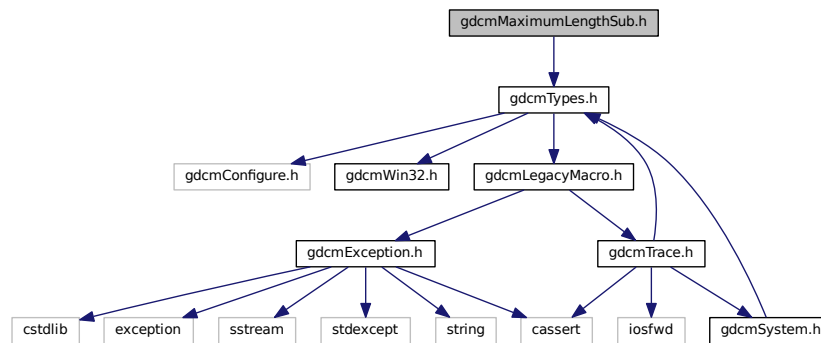 gdcmMaximumLengthSub.h
gdcmTypes.h
gdcmConfigure.h
gdcmWin32.h
gdcmLegacyMacro.h
gdcmException.h
gdcmTrace.h
cstdlib
exception
sstream
stdexcept
string
cassert
iosfwd
gdcmSystem.h